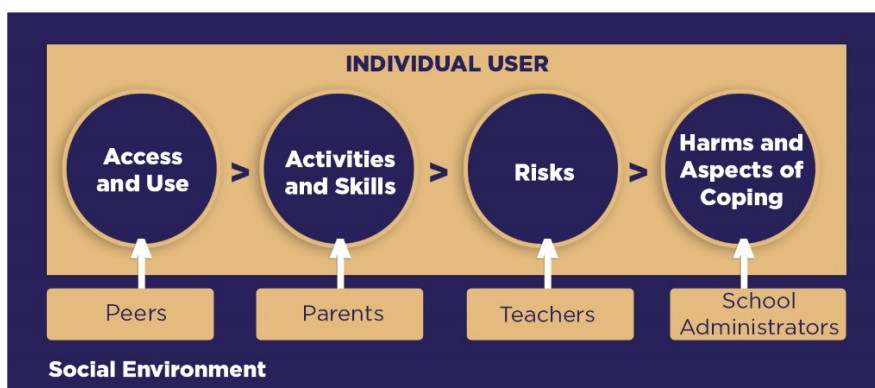 INDIVIDUAL USER
Access
and Use
>
Activities
and Skills
>
Risks
>
Harms and
Aspects of
Coping
Peers
Parents
Teachers
School
Administrators
Social Environment